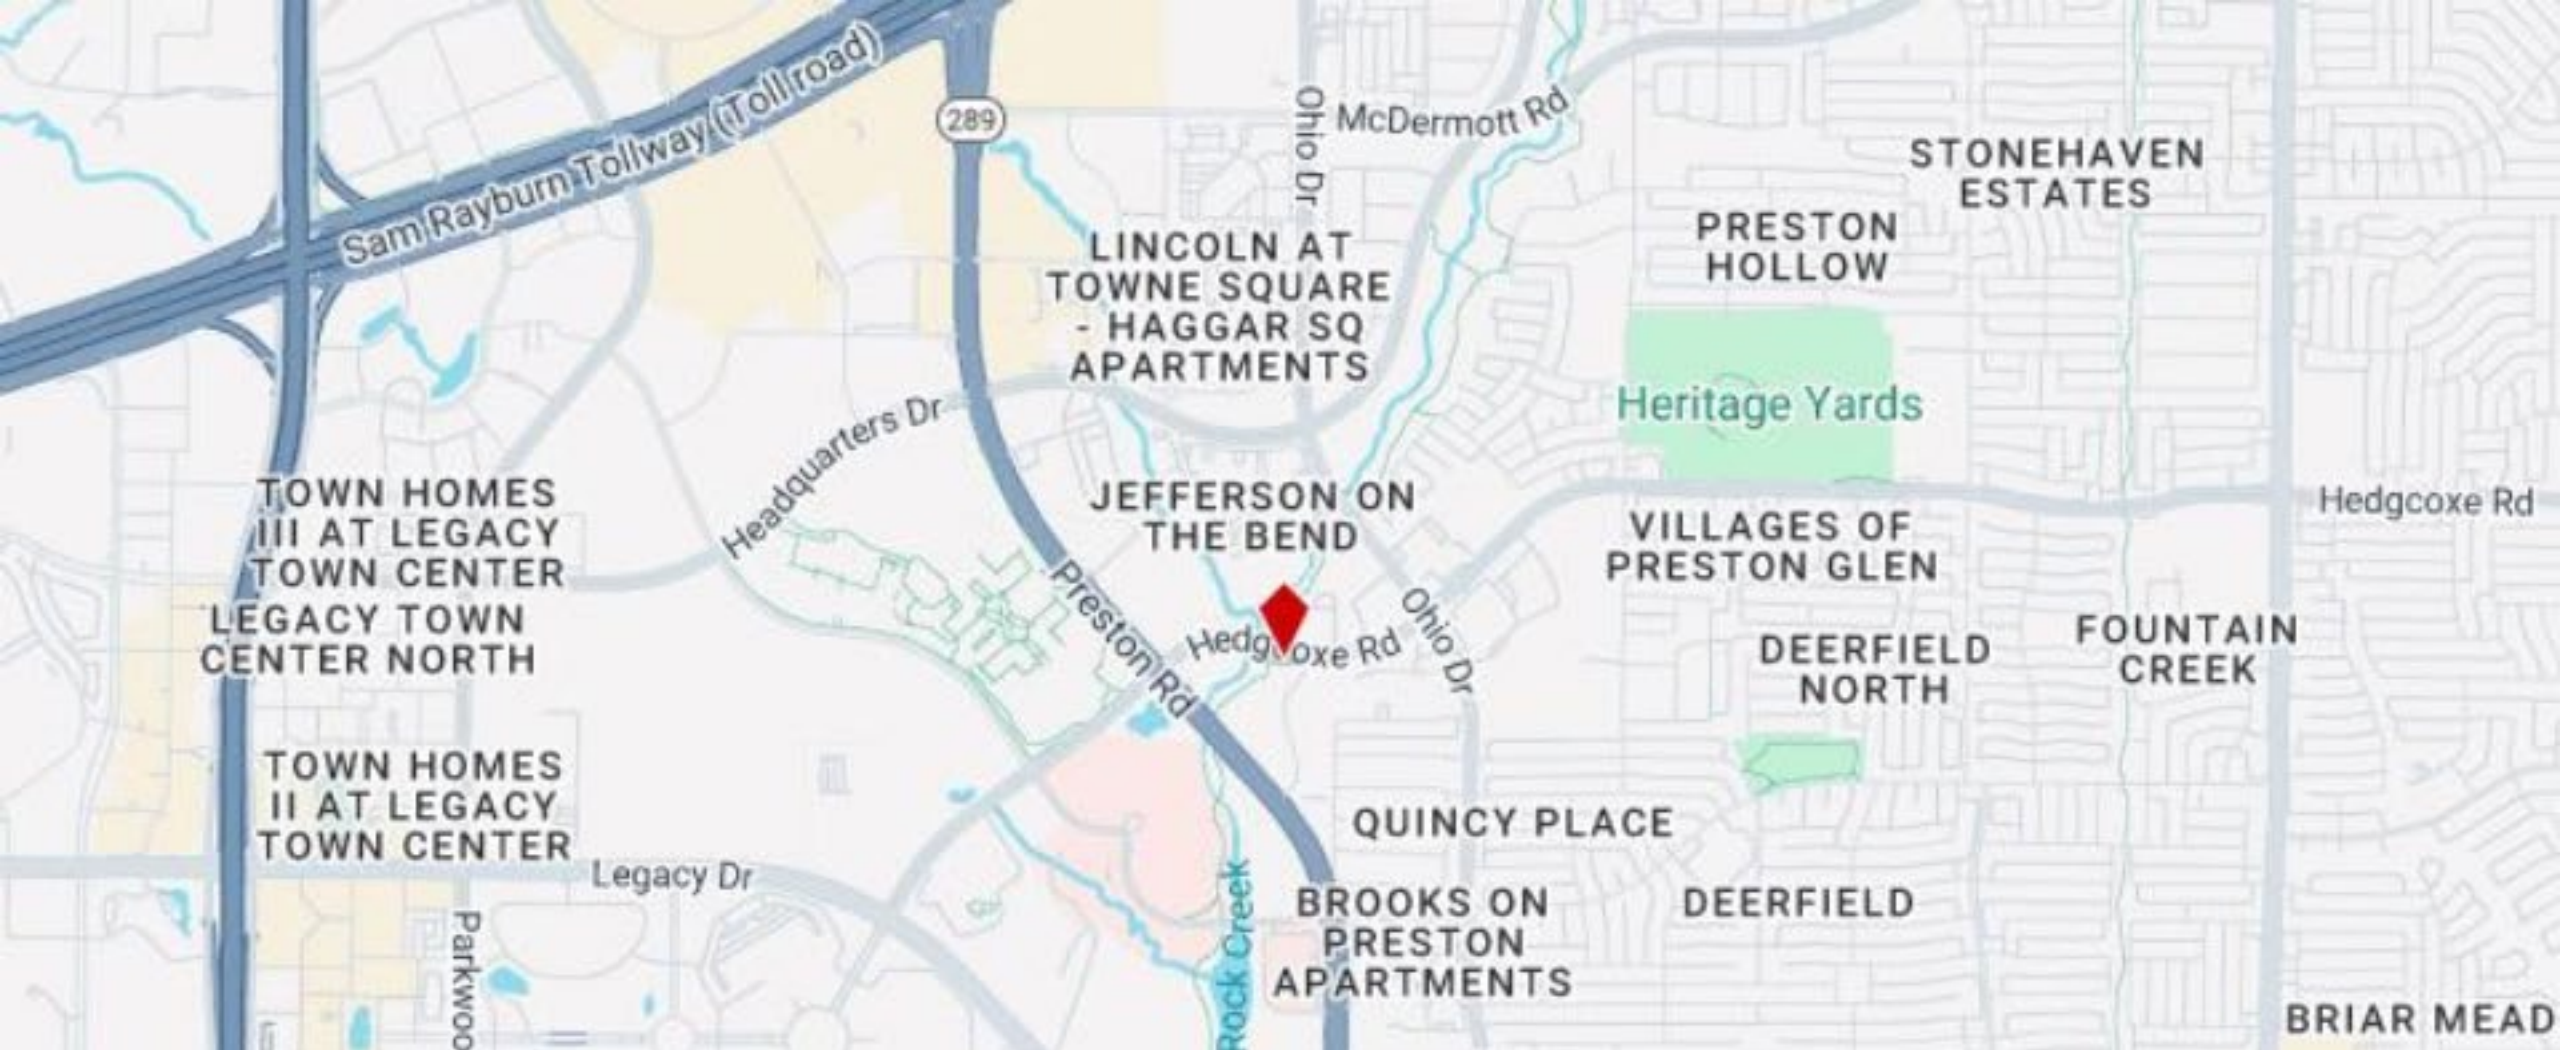 Sam Rayburn Tollway (Toll road)
289
Ohio Dr
McDermott Rd
STONEHAVEN
ESTATES
PRESTON
HOLLOW
LINCOLN AT
TOWNE SQUARE
- HAGGAR SQ
APARTMENTS
Heritage Yards
Headquarters Dr
TOWN HOMES
III AT LEGACY
TOWN CENTER
JEFFERSON ON
THE BEND
Hedgcoxe Rd
VILLAGES OF
PRESTON GLEN
LEGACY TOWN
CENTER NORTH
Preston Rd
Hedgcoxe Rd
Ohio Dr
DEERFIELD
NORTH
FOUNTAIN
CREEK
TOWN HOMES
II AT LEGACY
TOWN CENTER
QUINCY PLACE
Legacy Dr
Parkwoo
Rock Creek
BROOKS ON
PRESTON
APARTMENTS
DEERFIELD
BRIAR MEAD